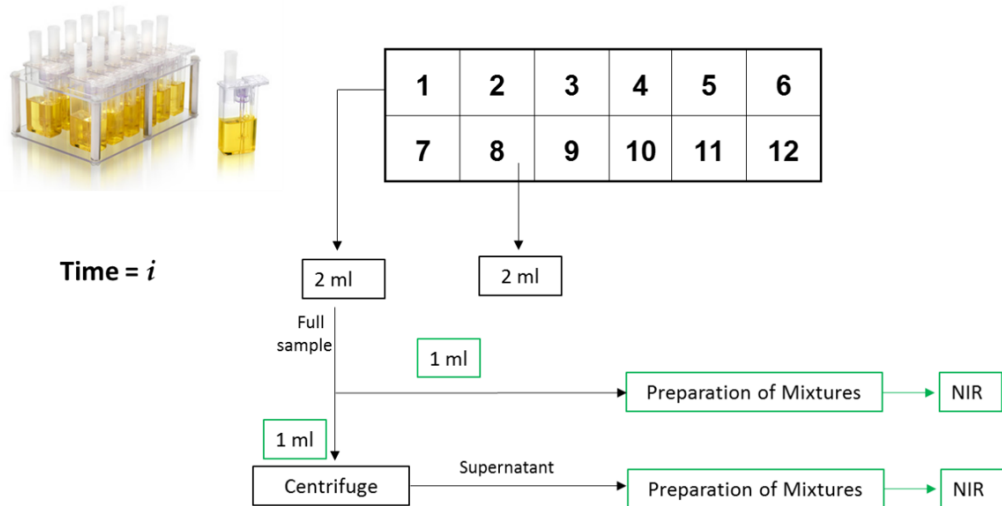 1 2 3 4 5 6
7 8 9 10 11 12
Time = i
2 ml
2 ml
Full
sample
1 ml
Preparation of Mixtures
NIR
1 ml
Centrifuge
Supernatant
Preparation of Mixtures
NIR